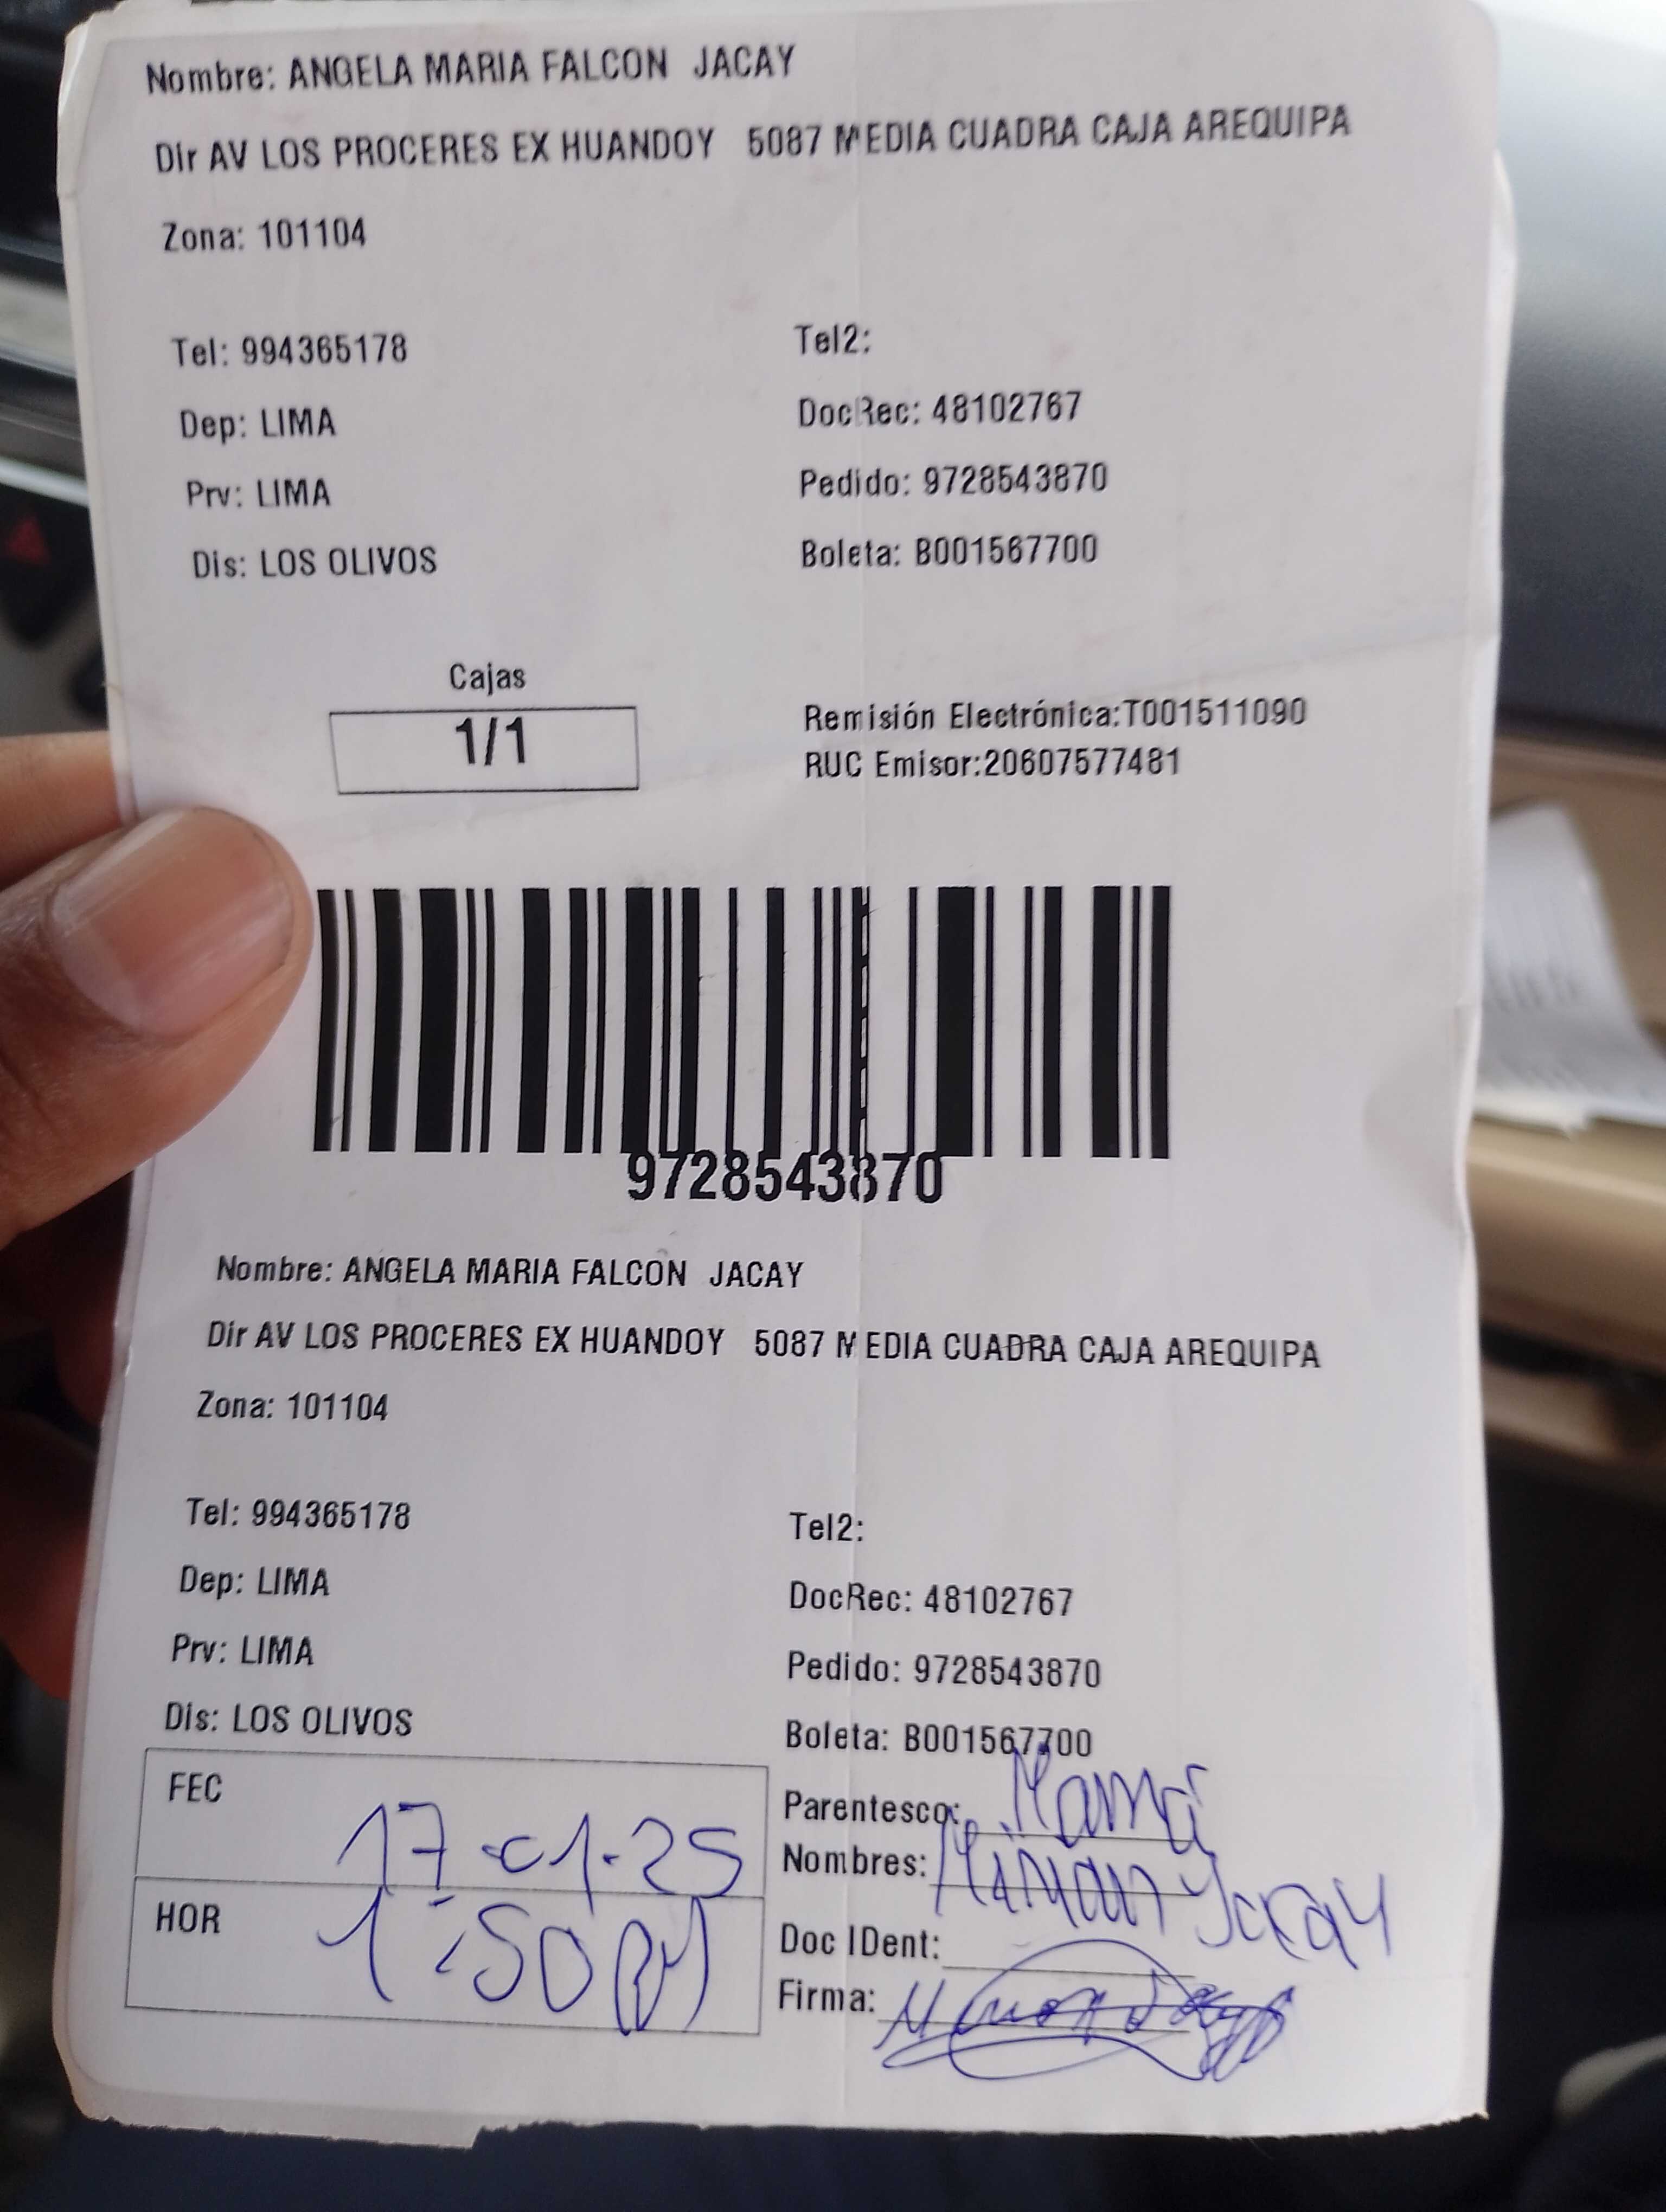 Nombre: ANGELA MARIA FALCON JACAY
Dir AV LOS PROCERES EX HUANDOY 5087 MEDIA CUADRA CAJA AREQUIPA
Zona: 101104
Tel: 994365178 Tel2:
Dep: LIMA DocRec: 48102767
Prv: LIMA Pedido: 9728543870
Dis: LOS OLIVOS Boleta: B001567700
Cajas
1/1
Remisión Electrónica:T001511090
RUC Emisor:20607577481
9728543870
Nombre: ANGELA MARIA FALCON JACAY
Dir AV LOS PROCERES EX HUANDOY 5087 MEDIA CUADRA CAJA AREQUIPA
Zona: 101104
Tel: 994365178 Tel2:
Dep: LIMA DocRec: 48102767
Prv: LIMA Pedido: 9728543870
Dis: LOS OLIVOS Boleta: B001567700
FEC 17-01-25
HOR 1:50 PM
Parentesco: Mamá
Nombres: Mirian Jacay
Doc IDent:
Firma: